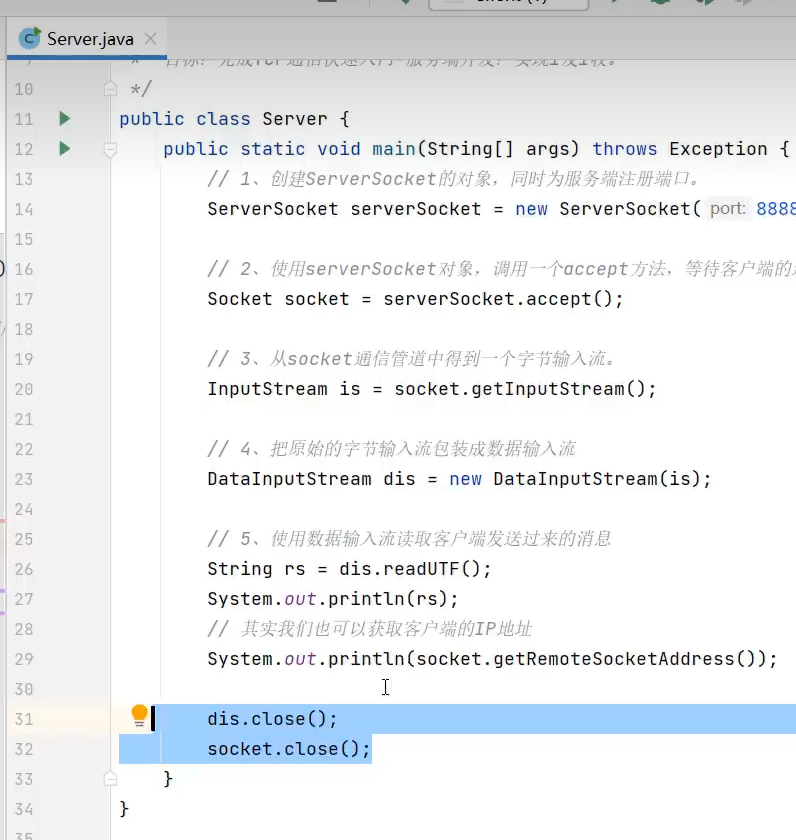 Server.java
10 */
11 public class Server {
12 public static void main(String[] args) throws Exception {
13 // 1、创建ServerSocket的对象，同时为服务端注册端口。
14 ServerSocket serverSocket = new ServerSocket( port: 8888
15
16 // 2、使用serverSocket对象，调用一个accept方法，等待客户端的
17 Socket socket = serverSocket.accept();
18
19 // 3、从socket通信管道中得到一个字节输入流。
20 InputStream is = socket.getInputStream();
21
22 // 4、把原始的字节输入流包装成数据输入流
23 DataInputStream dis = new DataInputStream(is);
24
25 // 5、使用数据输入流读取客户端发送过来的消息
26 String rs = dis.readUTF();
27 System.out.println(rs);
28 // 其实我们也可以获取客户端的IP地址
29 System.out.println(socket.getRemoteSocketAddress());
30
31 dis.close();
32 socket.close();
33 }
34 }
35